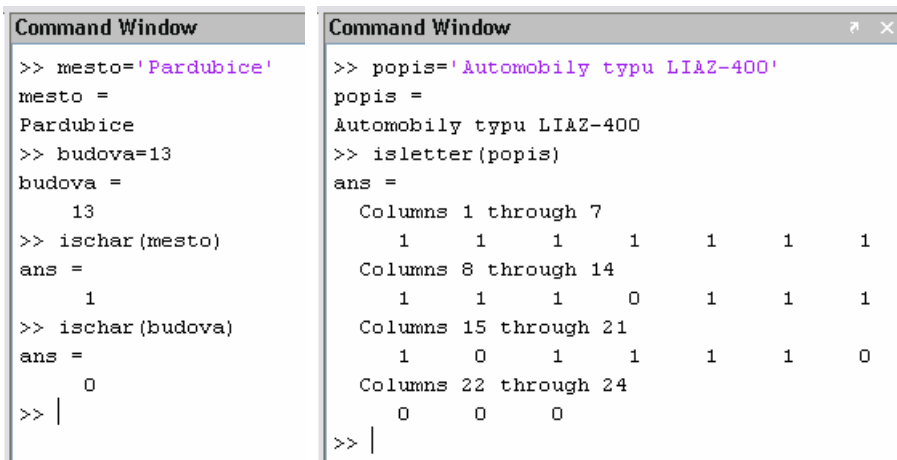 Command Window
>> mesto='Pardubice'
mesto =
Pardubice
>> budova=13
budova =
13
>> ischar(mesto)
ans =
1
>> ischar(budova)
ans =
0
>>
Command Window
>> popis='Automobily typu LIAZ-400'
popis =
Automobily typu LIAZ-400
>> isletter(popis)
ans =
Columns 1 through 7
1 1 1 1 1 1 1
Columns 8 through 14
1 1 1 0 1 1 1
Columns 15 through 21
1 0 1 1 1 1 0
Columns 22 through 24
0 0 0
>>